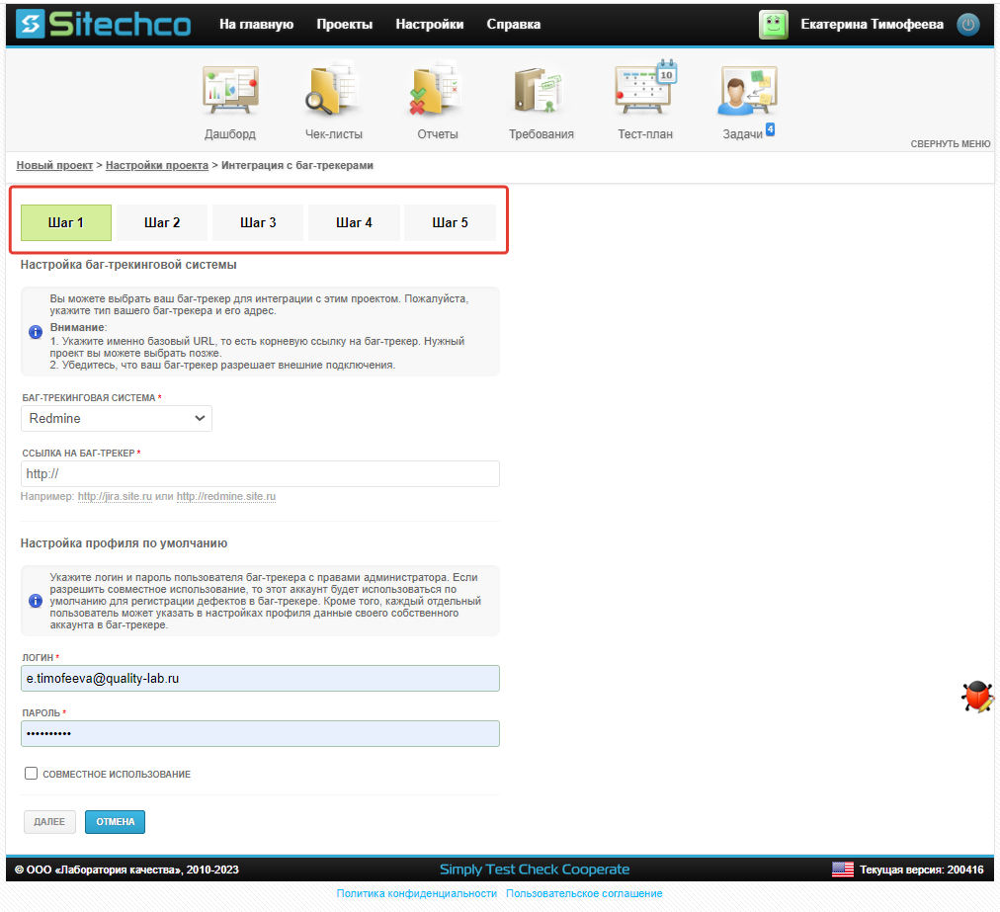 Sitechco На главную Проекты Настройки Справка Екатерина Тимофеева
10
Дашборд Чек-листы Отчеты Требования Тест-план Задачи 4
СВЕРНУТЬ МЕНЮ
Новый проект > Настройки проекта > Интеграция с баг-трекерами
Шаг 1 Шаг 2 Шаг 3 Шаг 4 Шаг 5
Настройка баг-трекинговой системы
Вы можете выбрать ваш баг-трекер для интеграции с этим проектом. Пожалуйста,
укажите тип вашего баг-трекера и его адрес.
Внимание:
1. Укажите именно базовый URL, то есть корневую ссылку на баг-трекер. Нужный
проект вы можете выбрать позже.
2. Убедитесь, что ваш баг-трекер разрешает внешние подключения.
БАГ-ТРЕКИНГОВАЯ СИСТЕМА *
Redmine
ССЫЛКА НА БАГ-ТРЕКЕР *
http://
Например: http://jira.site.ru или http://redmine.site.ru
Настройка профиля по умолчанию
Укажите логин и пароль пользователя баг-трекера с правами администратора. Если
разрешить совместное использование, то этот аккаунт будет использоваться по
умолчанию для регистрации дефектов в баг-трекере. Кроме того, каждый отдельный
пользователь может указать в настройках профиля данные своего собственного
аккаунта в баг-трекере.
ЛОГИН *
e.timofeeva@quality-lab.ru
ПАРОЛЬ *
••••••••••
СОВМЕСТНОЕ ИСПОЛЬЗОВАНИЕ
ДАЛЕЕ ОТМЕНА
© ООО «Лаборатория качества», 2010-2023 Simply Test Check Cooperate Текущая версия: 200416
Политика конфиденциальности Пользовательское соглашение